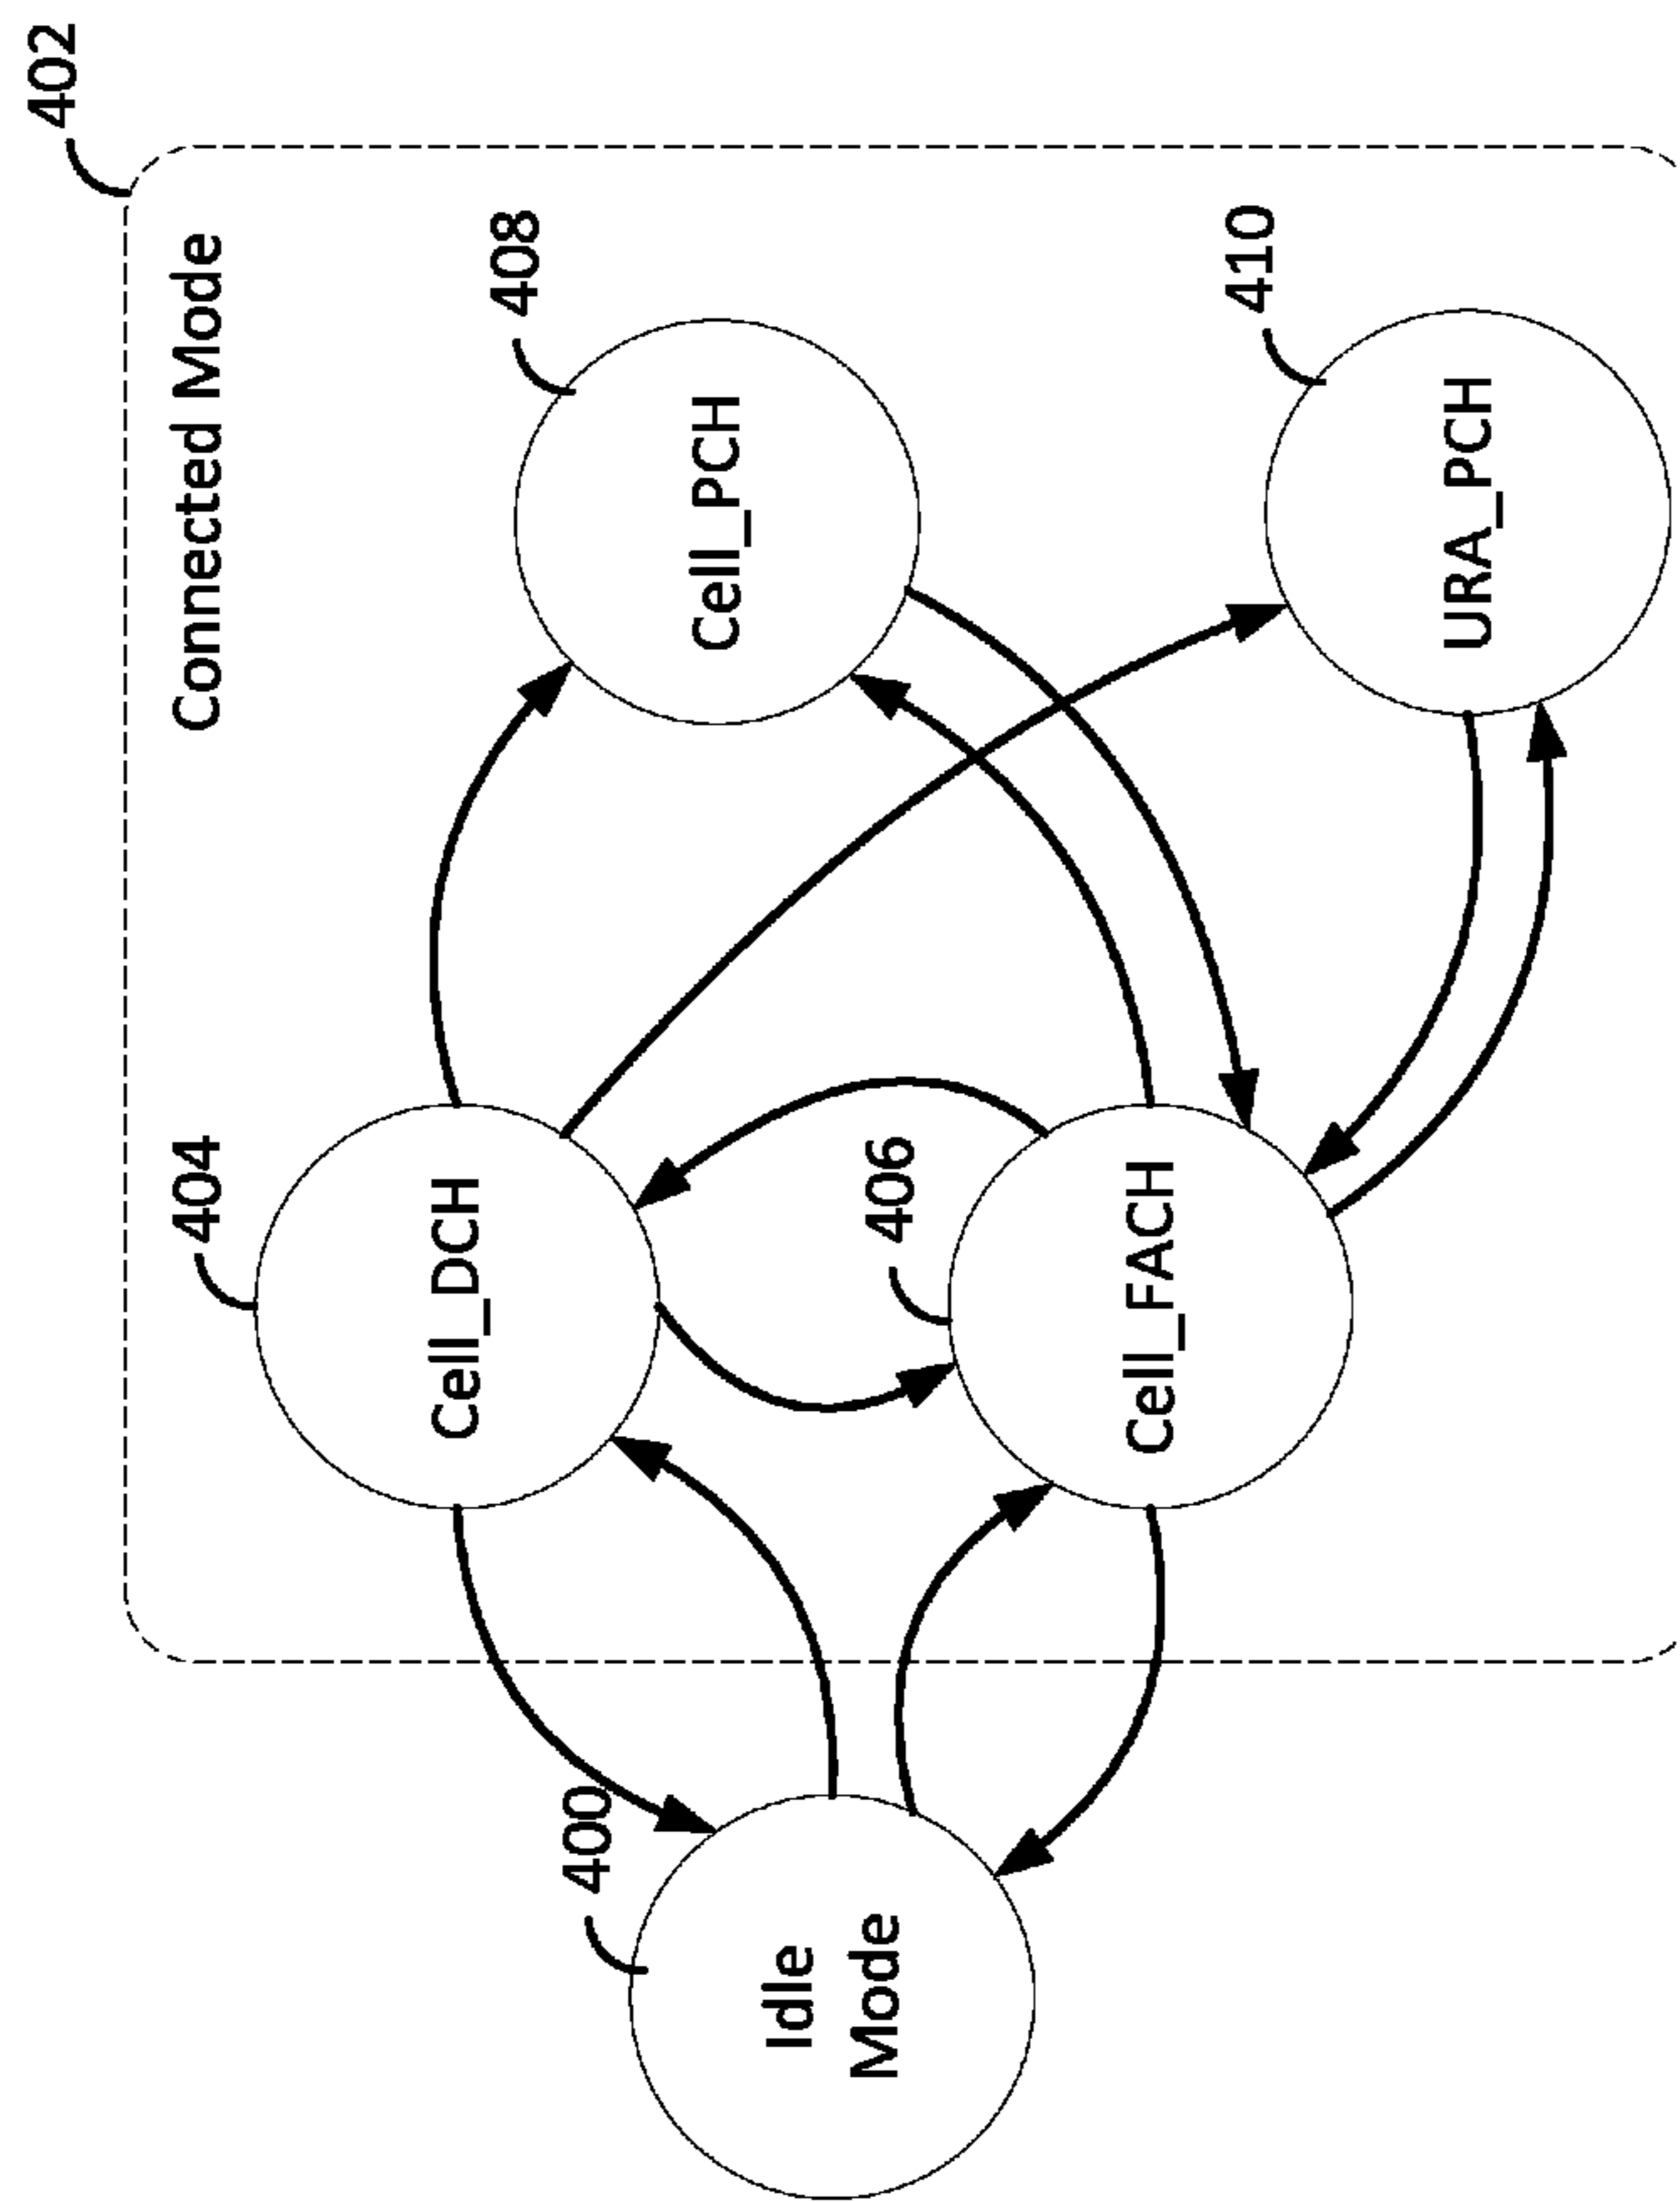 402
Connected Mode
404
408
Cell_DCH
Cell_PCH
400
Idle
Mode
406
410
Cell_FACH
URA_PCH